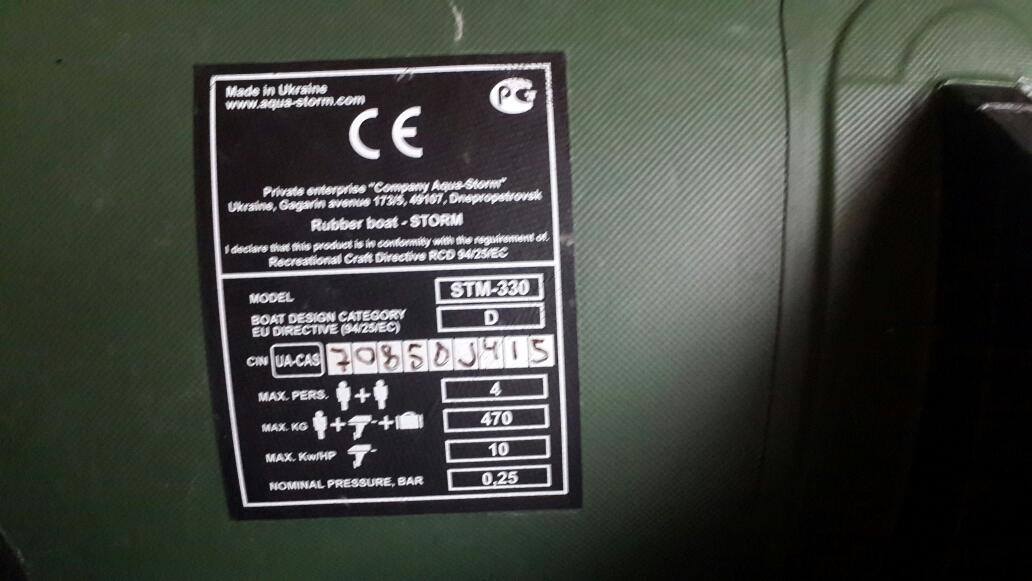 Made in Ukraine
www.aqua-storm.com
PG
CE
Private enterprise "Company Aqua-Storm"
Ukraine, Gagarin avenue 173/5, 49107, Dnepropetrovsk
Rubber boat - STORM
I declare that this product is in conformity with the requirement of.
Recreational Craft Directive RCD 94/25/EC
MODEL STM-330
BOAT DESIGN CATEGORY
EU DIRECTIVE (94/25/EC) D
CIN UA-CAS 70850J415
MAX. PERS. + 4
MAX. KG + + 470
MAX. Kw/HP 10
NOMINAL PRESSURE, BAR 0,25